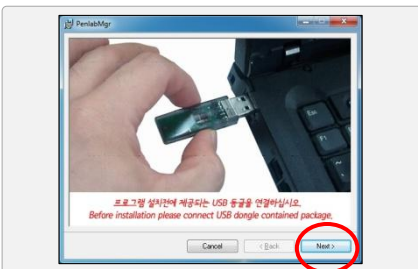 PenlabMgr
프로그램 설치전에 제공되는 USB 동글을 연결하십시오.
Before installation please connect USB dongle contained package,
Cancel
< Back
Next >